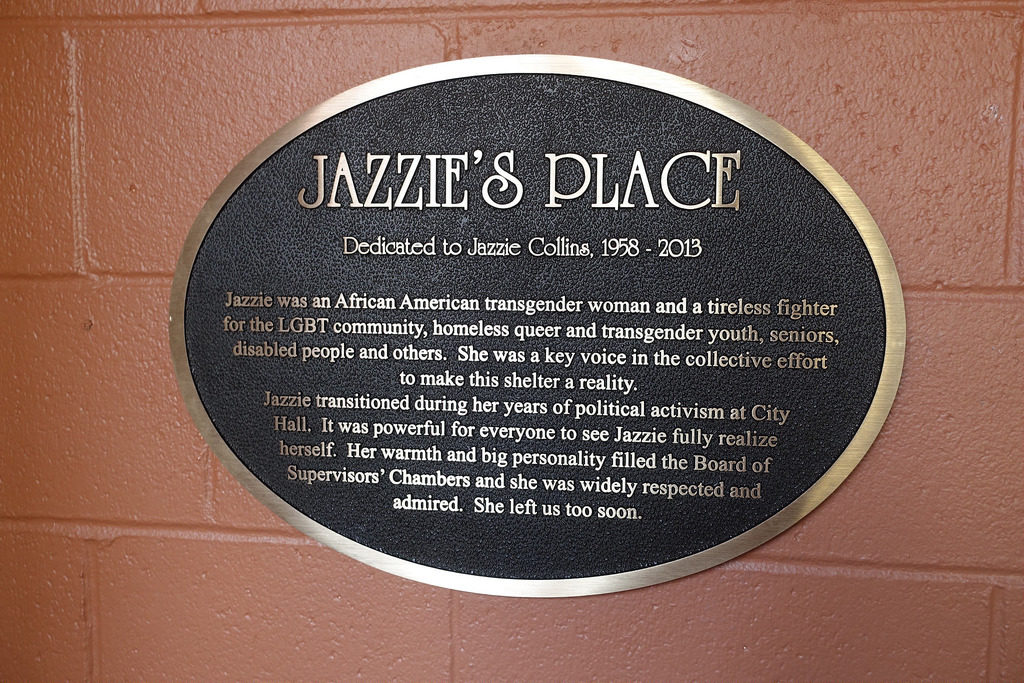 JAZZIE'S PLACE
Dedicated to Jazzie Collins, 1958 - 2013
Jazzie was an African American transgender woman and a tireless fighter
for the LGBT community, homeless queer and transgender youth, seniors,
disabled people and others. She was a key voice in the collective effort
to make this shelter a reality.
Jazzie transitioned during her years of political activism at City
Hall. It was powerful for everyone to see Jazzie fully realize
herself. Her warmth and big personality filled the Board of
Supervisors' Chambers and she was widely respected and
admired. She left us too soon.